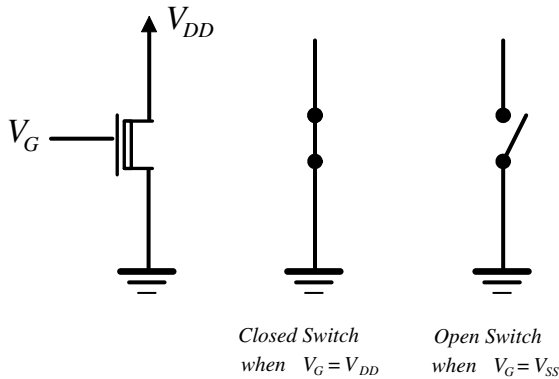 V_DD
V_G
Closed Switch
when V_G = V_DD
Open Switch
when V_G = V_SS